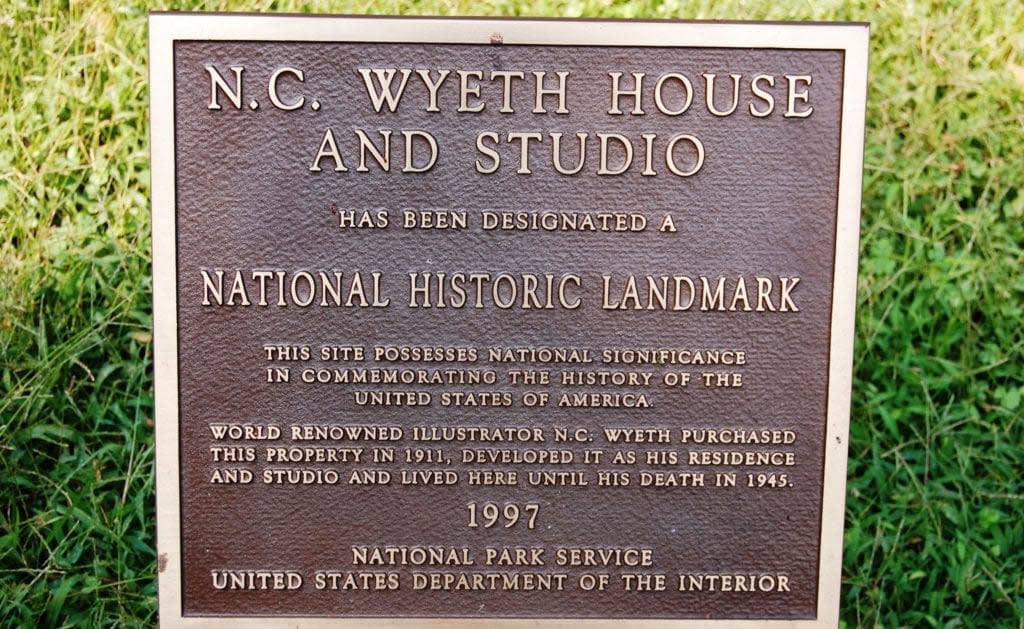 N.C. WYETH HOUSE
AND STUDIO
HAS BEEN DESIGNATED A
NATIONAL HISTORIC LANDMARK
THIS SITE POSSESSES NATIONAL SIGNIFICANCE
IN COMMEMORATING THE HISTORY OF THE
UNITED STATES OF AMERICA.
WORLD RENOWNED ILLUSTRATOR N.C. WYETH PURCHASED
THIS PROPERTY IN 1911, DEVELOPED IT AS HIS RESIDENCE
AND STUDIO AND LIVED HERE UNTIL HIS DEATH IN 1945.
1997
NATIONAL PARK SERVICE
UNITED STATES DEPARTMENT OF THE INTERIOR